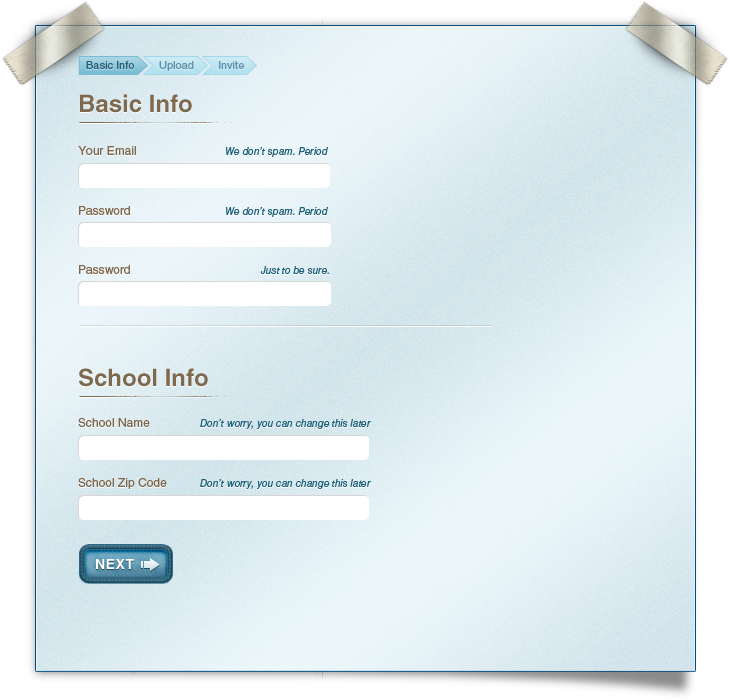 Basic Info Upload Invite
Basic Info
Your Email We don't spam. Period
Password We don't spam. Period
Password Just to be sure.
School Info
School Name Don't worry, you can change this later
School Zip Code Don't worry, you can change this later
NEXT